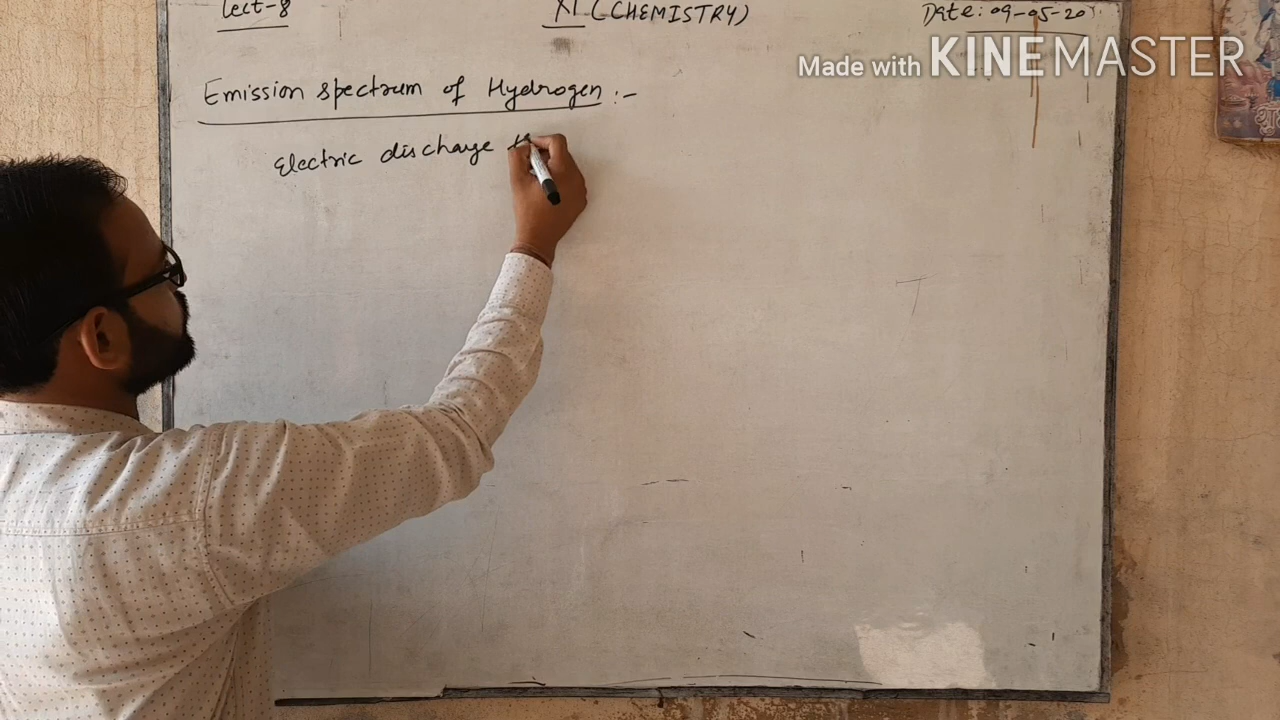 Lect-8
XI (CHEMISTRY)
Date: 09-05-20
Made with KINEMASTER
Emission spectrum of Hydrogen :-
Electric discharge